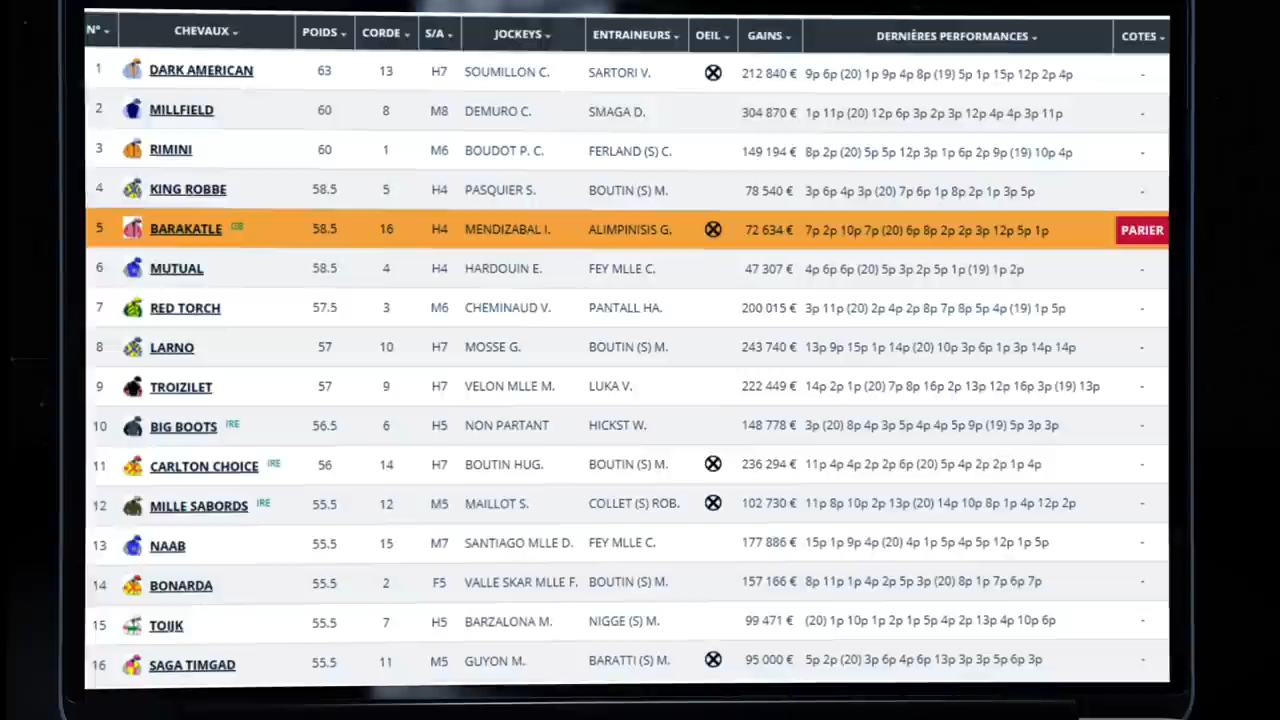 N° CHEVAUX POIDS CORDE S/A JOCKEYS ENTRAINEURS OEIL GAINS DERNIÈRES PERFORMANCES COTES
1 DARK AMERICAN 63 13 H7 SOUMILLON C. SARTORI V. 212 840 € 9p 6p (20) 1p 9p 4p 8p (19) 5p 1p 15p 12p 2p 4p -
2 MILLFIELD 60 8 M8 DEMURO C. SMAGA D. 304 870 € 1p 11p (20) 12p 6p 3p 2p 3p 12p 4p 4p 3p 11p -
3 RIMINI 60 1 M6 BOUDOT P. C. FERLAND (S) C. 149 194 € 8p 2p (20) 5p 5p 12p 3p 1p 6p 2p 9p (19) 10p 4p -
4 KING ROBBE 58.5 5 H4 PASQUIER S. BOUTIN (S) M. 78 540 € 3p 6p 4p 3p (20) 7p 6p 1p 8p 2p 1p 3p 5p -
5 BARAKATLE 58.5 16 H4 MENDIZABAL I. ALIMPINISIS G. 72 634 € 7p 2p 10p 7p (20) 6p 8p 2p 2p 3p 12p 5p 1p PARIER
6 MUTUAL 58.5 4 H4 HARDOUIN E. FEY MLLE C. 47 307 € 4p 6p 6p (20) 5p 3p 2p 5p 1p (19) 1p 2p -
7 RED TORCH 57.5 3 M6 CHEMINAUD V. PANTALL HA. 200 015 € 3p 11p (20) 2p 4p 2p 8p 7p 8p 5p 4p (19) 1p 5p -
8 LARNO 57 10 H7 MOSSE G. BOUTIN (S) M. 243 740 € 13p 9p 15p 1p 14p (20) 10p 3p 6p 1p 3p 14p 14p -
9 TROIZILET 57 9 H7 VELON MLLE M. LUKA V. 222 449 € 14p 2p 1p (20) 7p 8p 16p 2p 13p 12p 16p 3p (19) 13p -
10 BIG BOOTS IRE 56.5 6 H5 NON PARTANT HICKST W. 148 778 € 3p (20) 8p 4p 3p 5p 4p 4p 5p 9p (19) 5p 3p 3p -
11 CARLTON CHOICE IRE 56 14 H7 BOUTIN HUG. BOUTIN (S) M. 236 294 € 11p 4p 4p 2p 2p 6p (20) 5p 4p 2p 2p 1p 4p -
12 MILLE SABORDS IRE 55.5 12 M5 MAILLOT S. COLLET (S) ROB. 102 730 € 11p 8p 10p 2p 13p (20) 14p 10p 8p 1p 4p 12p 2p -
13 NAAB 55.5 15 M7 SANTIAGO MLLE D. FEY MLLE C. 177 886 € 15p 1p 9p 4p (20) 4p 1p 5p 4p 5p 12p 1p 5p -
14 BONARDA 55.5 2 F5 VALLE SKAR MLLE F. BOUTIN (S) M. 157 166 € 8p 11p 1p 4p 2p 5p 3p (20) 8p 1p 7p 6p 7p -
15 TOIJK 55.5 7 H5 BARZALONA M. NIGGE (S) M. 99 471 € (20) 1p 10p 1p 2p 1p 5p 4p 2p 13p 4p 10p 6p -
16 SAGA TIMGAD 55.5 11 M5 GUYON M. BARATTI (S) M. 95 000 € 5p 2p (20) 3p 6p 4p 6p 13p 3p 3p 5p 6p 3p -